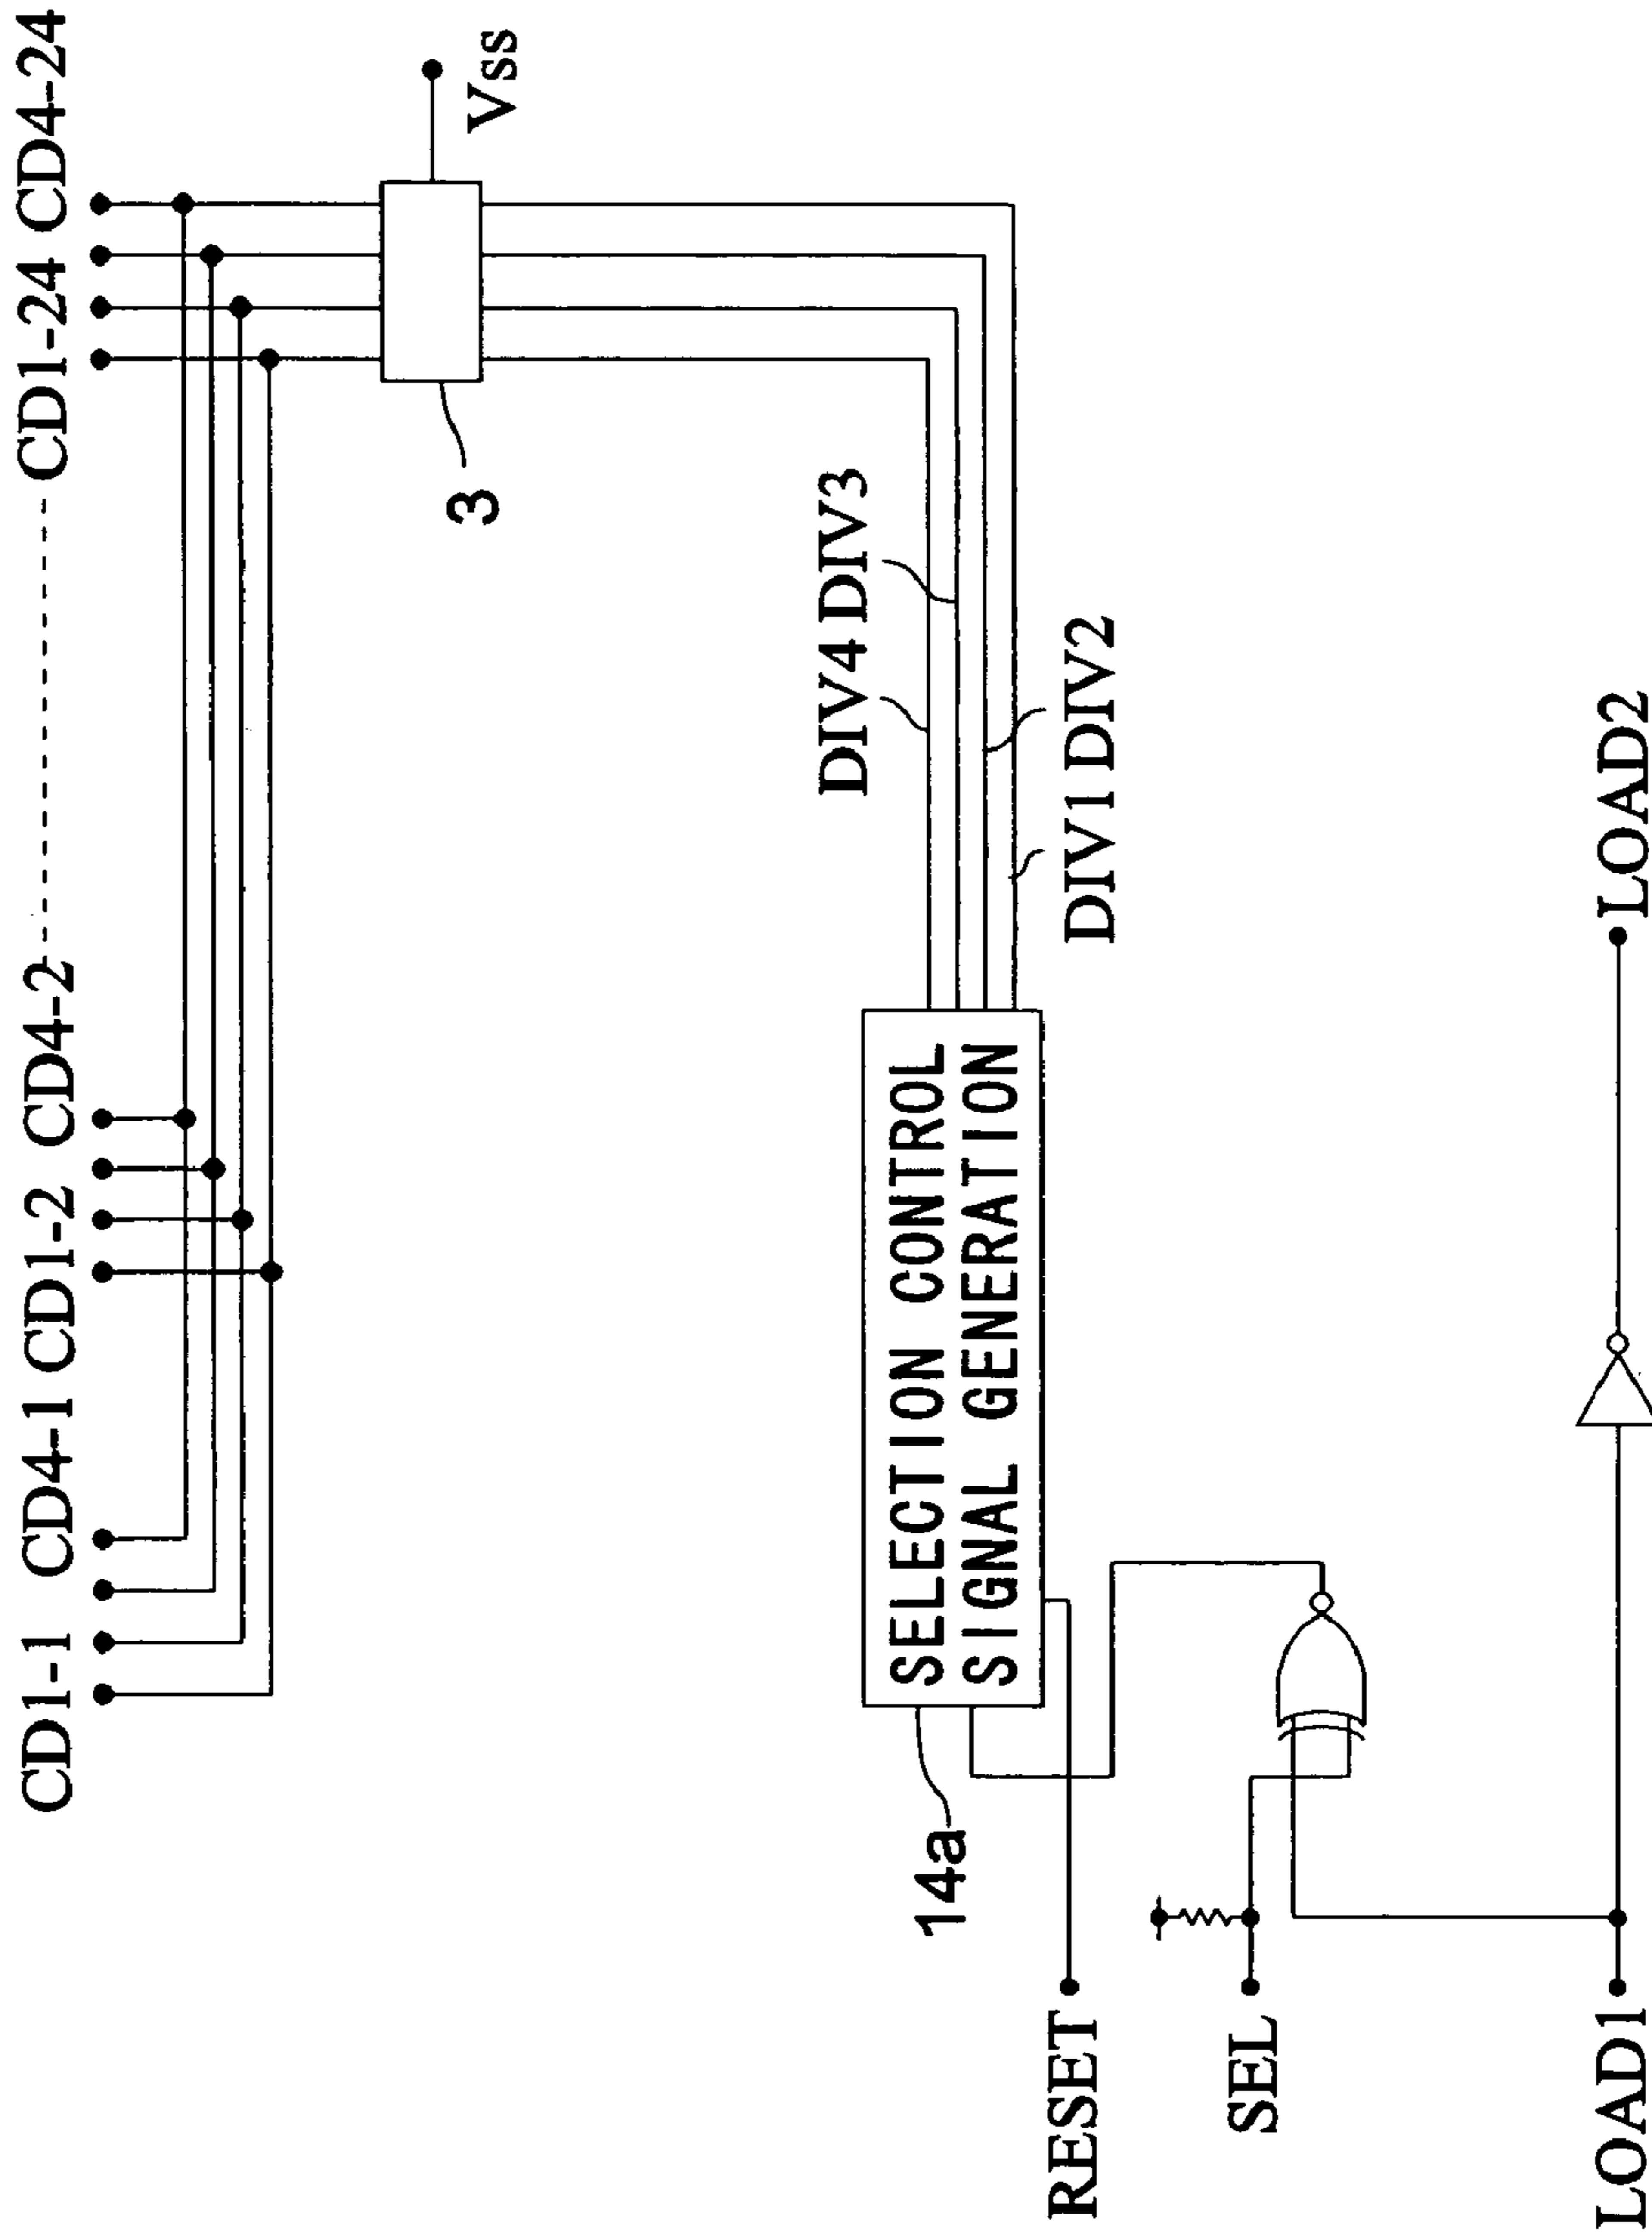 CD1-1 CD4-1 CD1-2 CD4-2 CD1-24 CD4-24
Vss
3
DIV4 DIV3
DIV1 DIV2
14a
SELECTION CONTROL
SIGNAL GENERATION
RESET
SEL
LOAD1
LOAD2